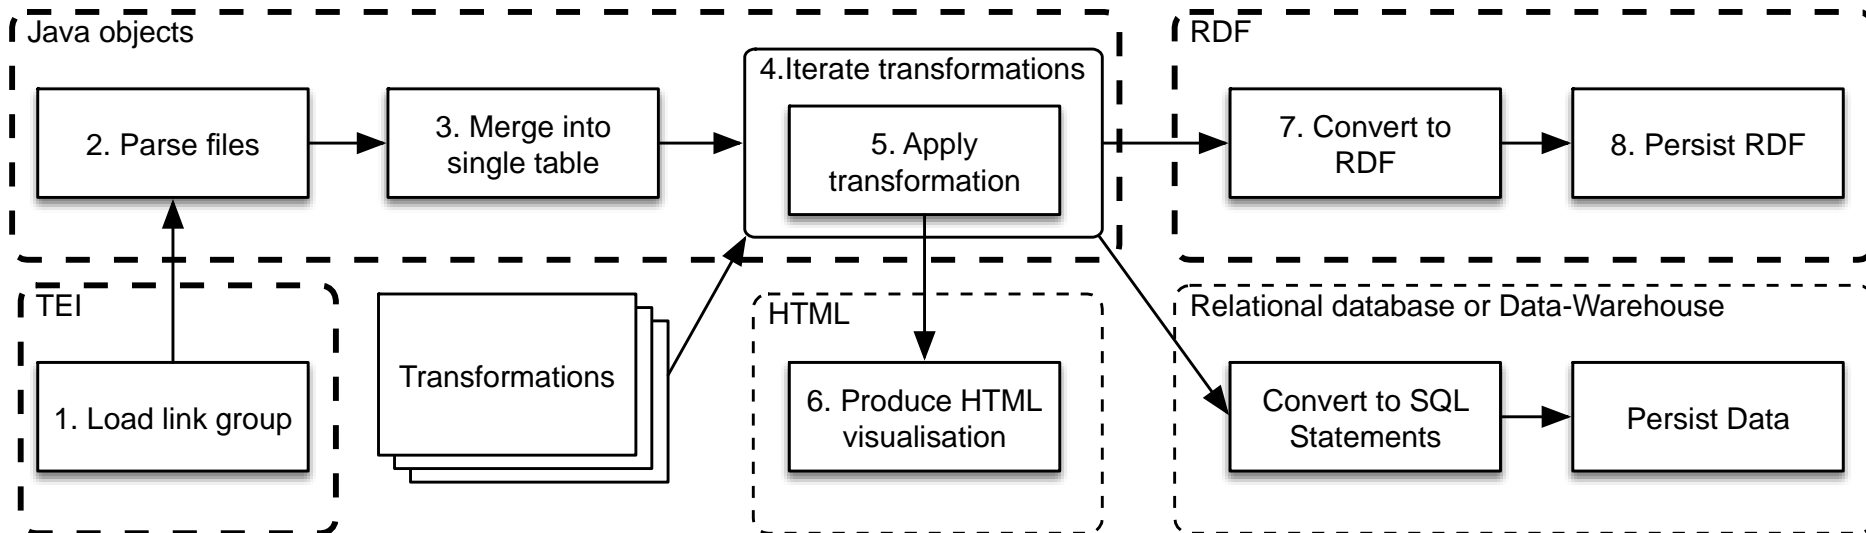 Java objects
2. Parse files
3. Merge into
single table
4.Iterate transformations
5. Apply
transformation
RDF
7. Convert to
RDF
8. Persist RDF
TEI
1. Load link group
Transformations
HTML
6. Produce HTML
visualisation
Relational database or Data-Warehouse
Convert to SQL
Statements
Persist Data